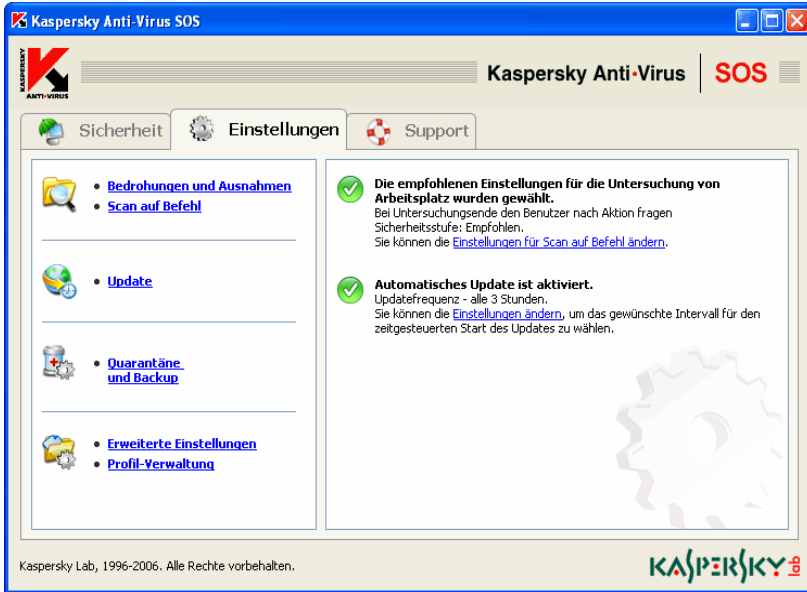 Kaspersky Anti-Virus SOS
KASPERSKY
ANTI-VIRUS
Kaspersky Anti•Virus SOS
Sicherheit
Einstellungen
Support
Bedrohungen und Ausnahmen
Scan auf Befehl
Update
Quarantäne
und Backup
Erweiterte Einstellungen
Profil-Verwaltung
Die empfohlenen Einstellungen für die Untersuchung von
Arbeitsplatz wurden gewählt.
Bei Untersuchungsende den Benutzer nach Aktion fragen
Sicherheitsstufe: Empfohlen.
Sie können die Einstellungen für Scan auf Befehl ändern.
Automatisches Update ist aktiviert.
Updatefrequenz - alle 3 Stunden.
Sie können die Einstellungen ändern, um das gewünschte Intervall für den
zeitgesteuerten Start des Updates zu wählen.
Kaspersky Lab, 1996-2006. Alle Rechte vorbehalten.
KASPERSKY lab